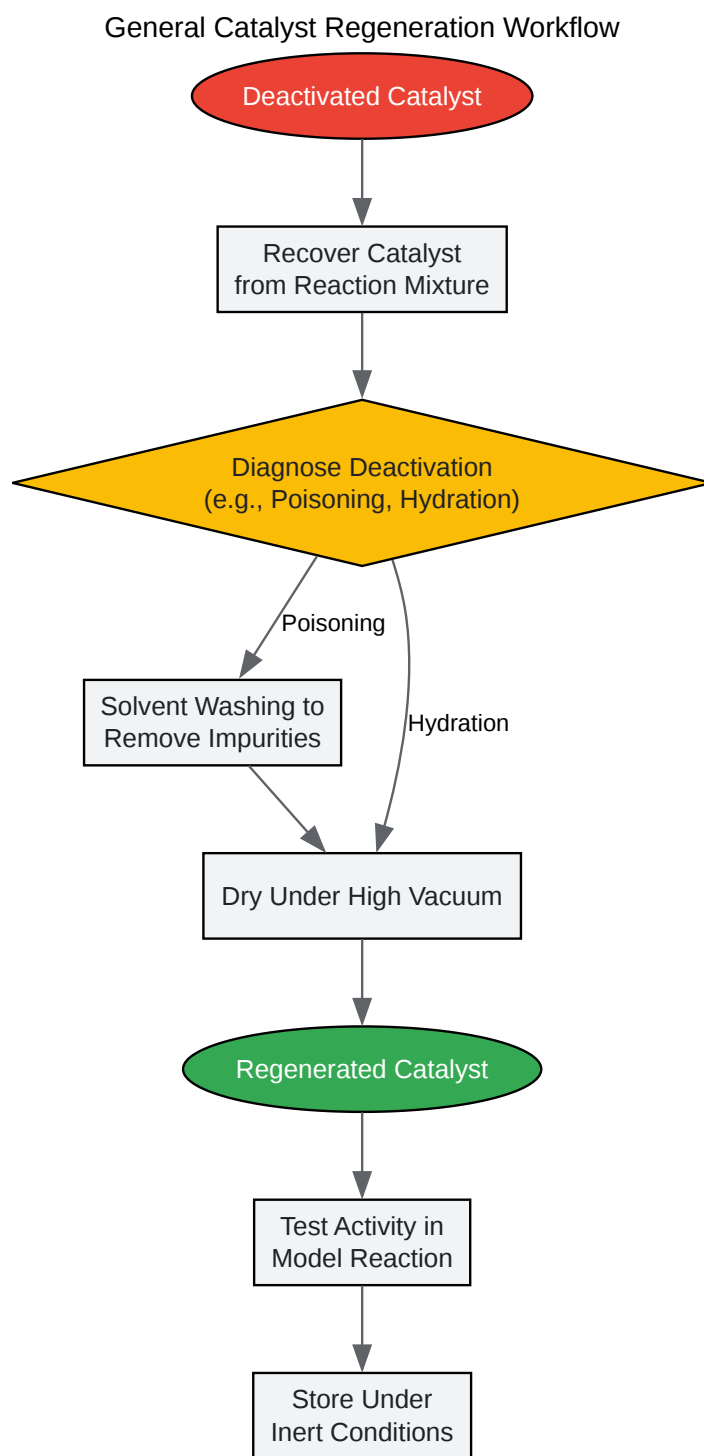 General Catalyst Regeneration Workflow
Deactivated Catalyst
Recover Catalyst
from Reaction Mixture
Diagnose Deactivation
(e.g., Poisoning, Hydration)
Poisoning
Solvent Washing to
Remove Impurities
Hydration
Dry Under High Vacuum
Regenerated Catalyst
Test Activity in
Model Reaction
Store Under
Inert Conditions